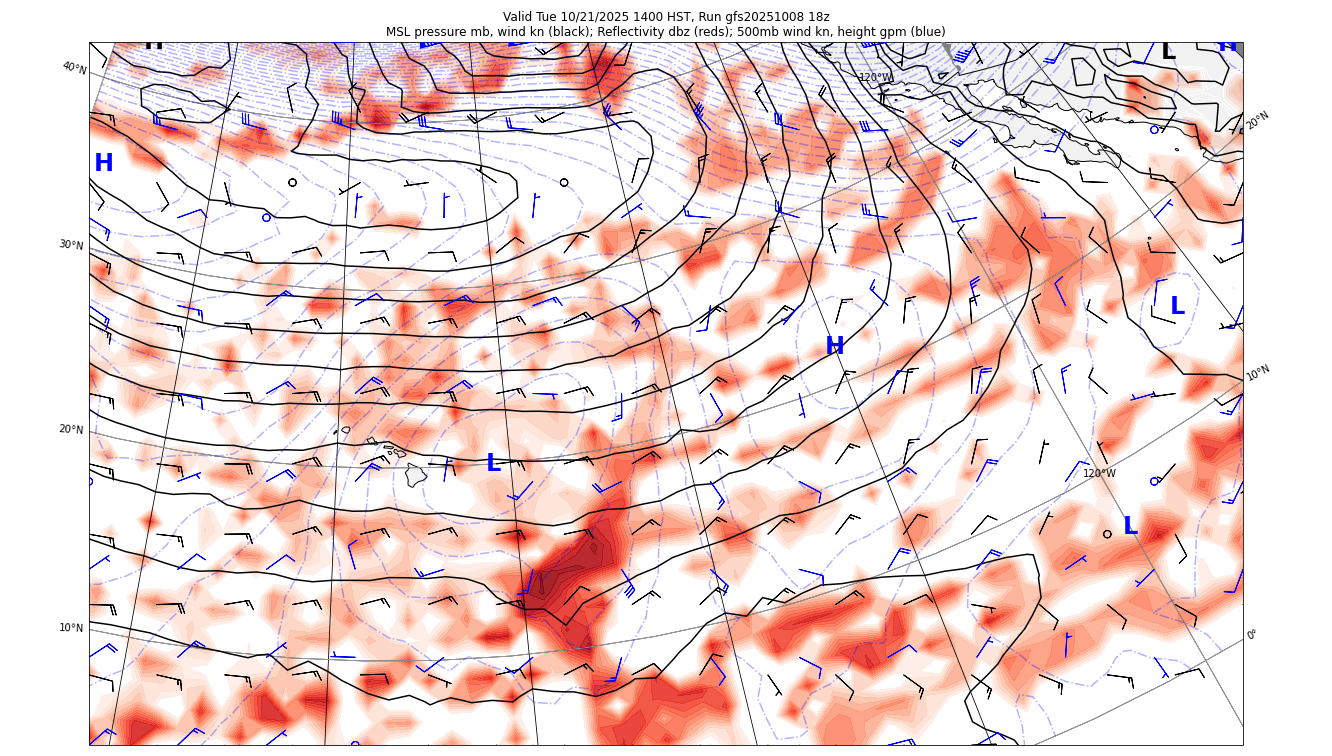 Valid Tue 10/21/2025 1400 HST, Run gfs20251008 18z
MSL pressure mb, wind kn (black); Reflectivity dbz (reds); 500mb wind kn, height gpm (blue)
H
L
H
40°N
120°W
20°N
H
30°N
L
H
10°N
20°N
L
120°W
L
10°N
0°